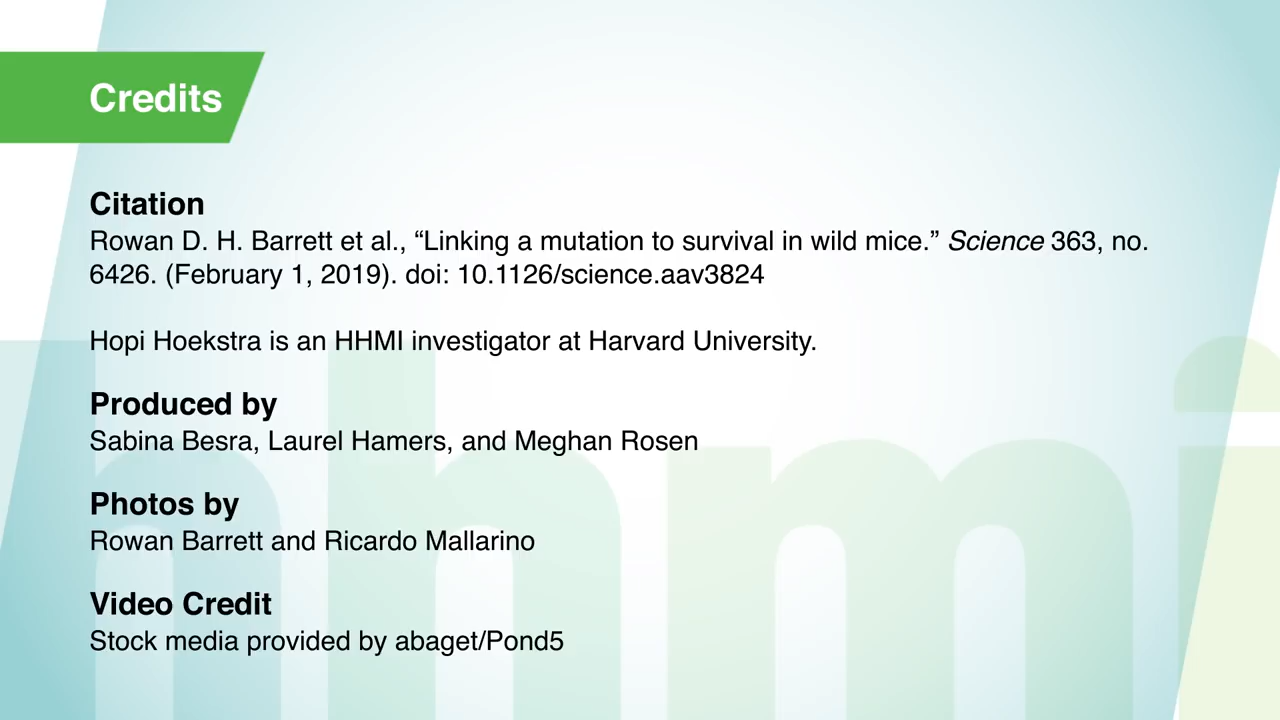 Credits
Citation
Rowan D. H. Barrett et al., “Linking a mutation to survival in wild mice.” Science 363, no.
6426. (February 1, 2019). doi: 10.1126/science.aav3824
Hopi Hoekstra is an HHMI investigator at Harvard University.
Produced by
Sabina Besra, Laurel Hamers, and Meghan Rosen
Photos by
Rowan Barrett and Ricardo Mallarino
Video Credit
Stock media provided by abaget/Pond5
hhmi